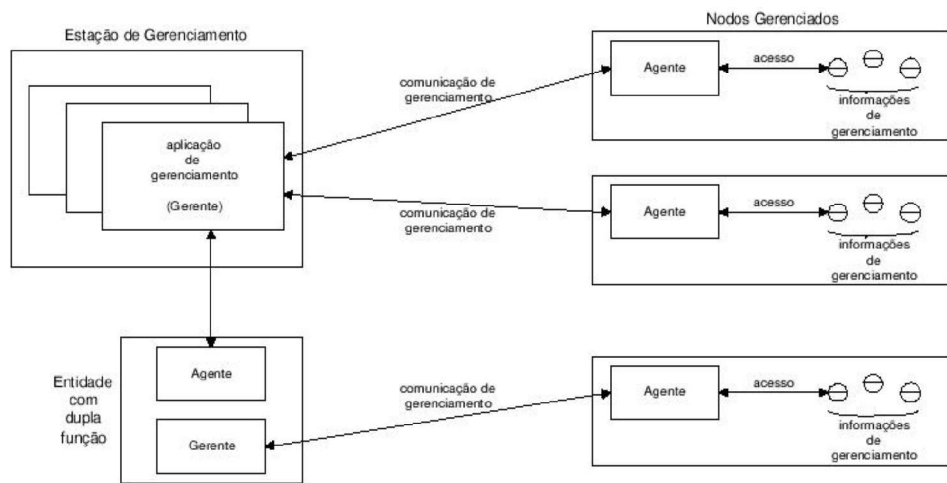 Estação de Gerenciamento
aplicação
de
gerenciamento
(Gerente)
comunicação de
gerenciamento
comunicação de
gerenciamento
Nodos Gerenciados
Agente
acesso
informações
de
gerenciamento
Agente
acesso
informações
de
gerenciamento
Entidade
com
dupla
função
Agente
Gerente
comunicação de
gerenciamento
Agente
acesso
informações
de
gerenciamento